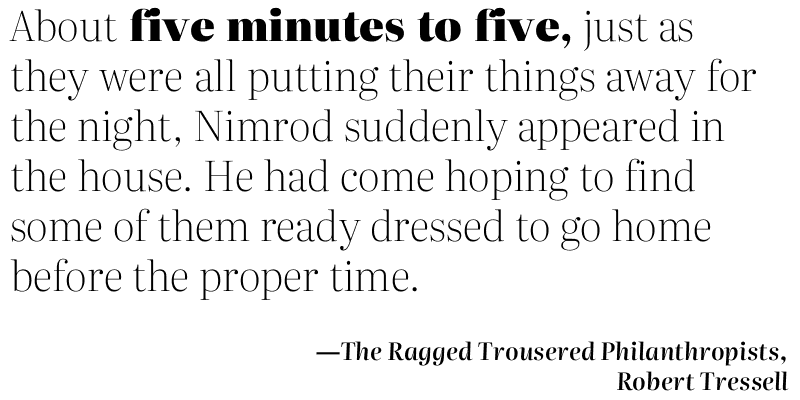 About five minutes to five, just as
they were all putting their things away for
the night, Nimrod suddenly appeared in
the house. He had come hoping to find
some of them ready dressed to go home
before the proper time.
—The Ragged Trousered Philanthropists,
Robert Tressell